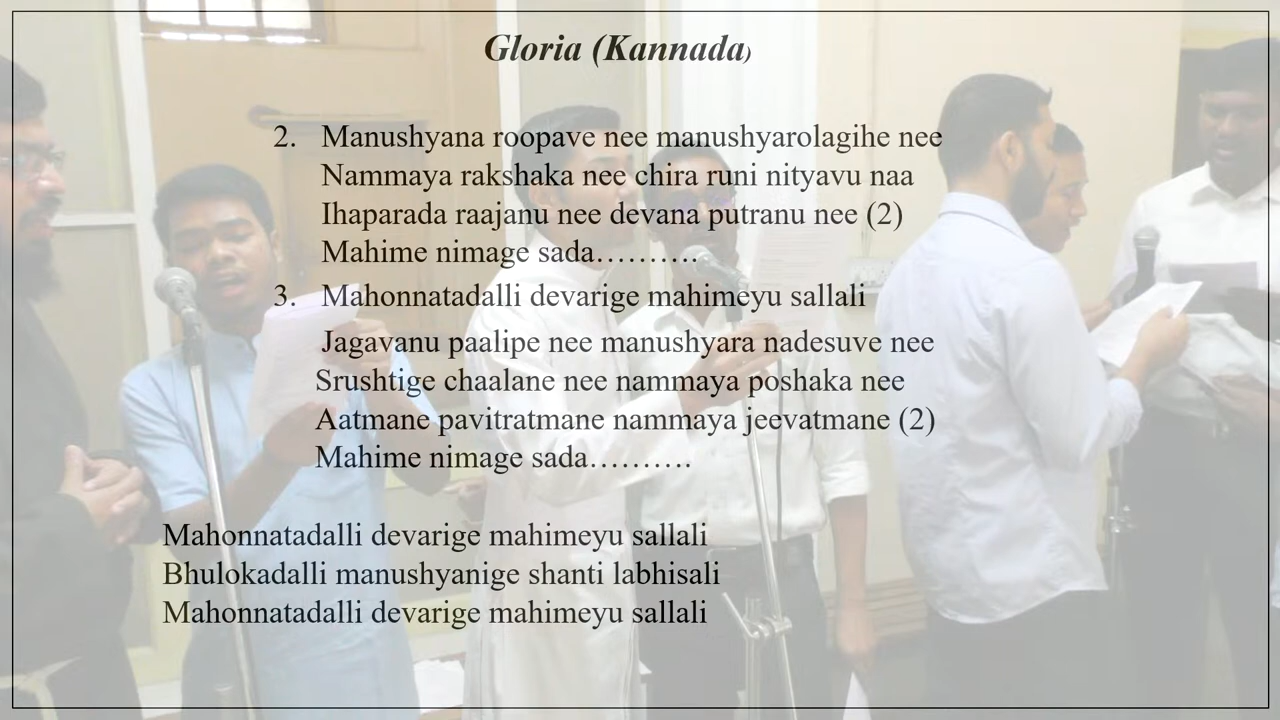 Gloria (Kannada)
2. Manushyana roopave nee manushyarolagihe nee
Nammaya rakshaka nee chira runi nityavu naa
Ihaparada raajanu nee devana putranu nee (2)
Mahime nimage sada……….
3. Mahonnatadalli devarige mahimeyu sallali
Jagavanu paalipe nee manushyara nadesuve nee
Srushtige chaalane nee nammaya poshaka nee
Aatmane pavitratmane nammaya jeevatmane (2)
Mahime nimage sada……….
Mahonnatadalli devarige mahimeyu sallali
Bhulokadalli manushyanige shanti labhisali
Mahonnatadalli devarige mahimeyu sallali